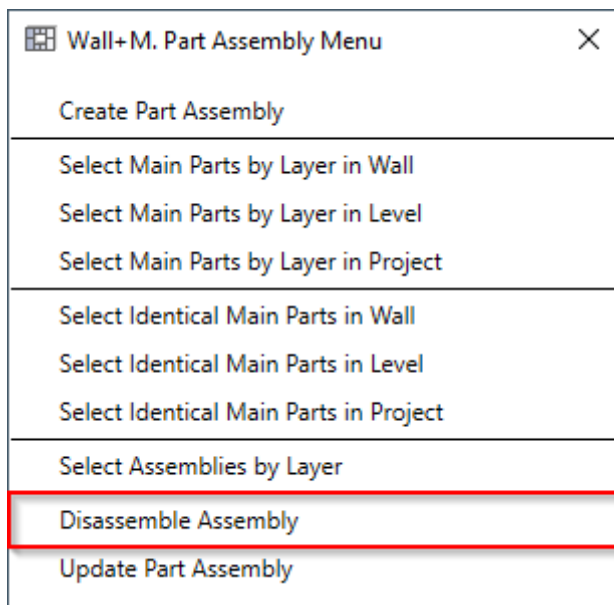 Wall+M. Part Assembly Menu
Create Part Assembly
Select Main Parts by Layer in Wall
Select Main Parts by Layer in Level
Select Main Parts by Layer in Project
Select Identical Main Parts in Wall
Select Identical Main Parts in Level
Select Identical Main Parts in Project
Select Assemblies by Layer
Disassemble Assembly
Update Part Assembly